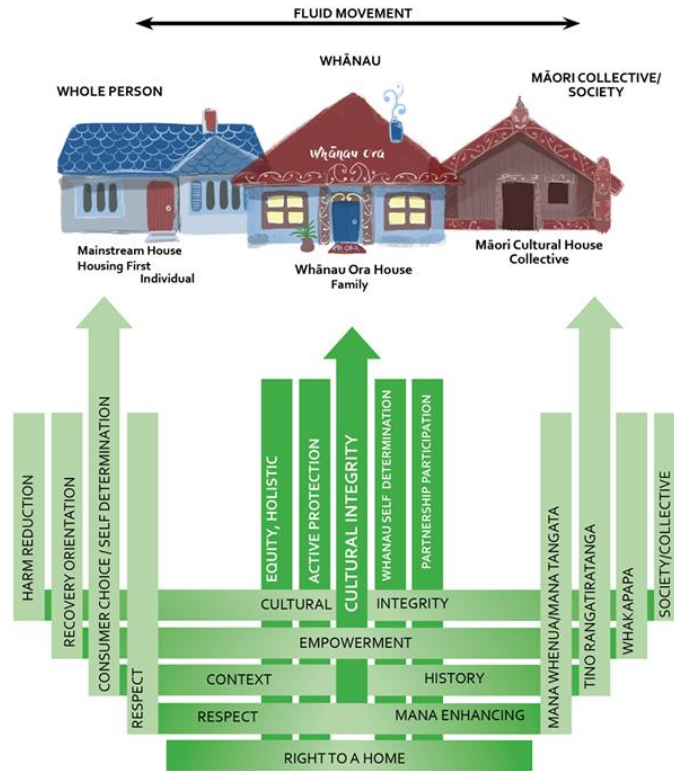 FLUID MOVEMENT
WHOLE PERSON
WHĀNAU
MĀORI COLLECTIVE/
SOCIETY
Whānau Ora
Mainstream House
Housing First
Individual
Whānau Ora House
Family
Māori Cultural House
Collective
HARM REDUCTION
RECOVERY ORIENTATION
CONSUMER CHOICE / SELF DETERMINATION
RESPECT
EQUITY, HOLISTIC
ACTIVE PROTECTION
CULTURAL INTEGRITY
WHANAU SELF DETERMINATION
PARTNERSHIP PARTICIPATION
MANA WHENUA/MANA TANGATA
TINO RANGATIRATANGA
WHAKAPAPA
SOCIETY/COLLECTIVE
CULTURAL INTEGRITY
EMPOWERMENT
CONTEXT HISTORY
RESPECT MANA ENHANCING
RIGHT TO A HOME